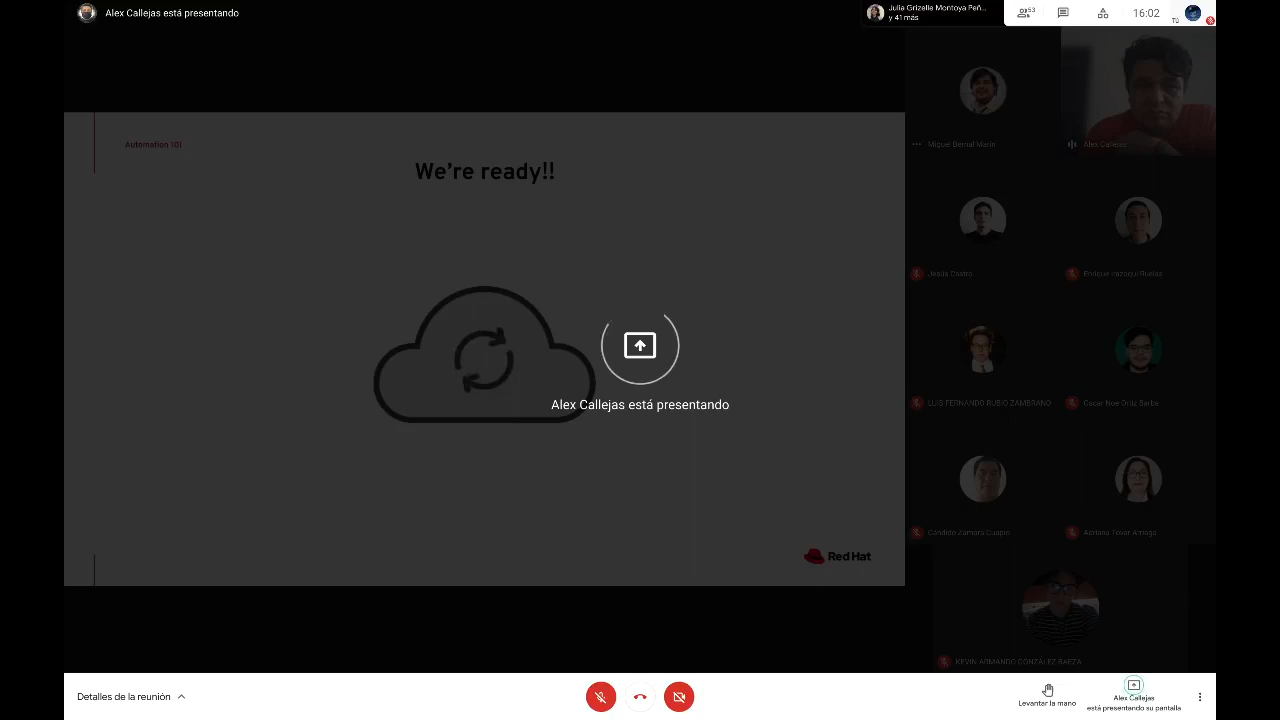 Alex Callejas está presentando
Julia Grizelle Montoya Peñ...
y 41 más
53
16:02
TÚ
Automation 101
We're ready!!
Alex Callejas está presentando
Red Hat
Miguel Bernal Marin
Alex Callejas
Jesús Castro
Enrique Irazoqui Ruelas
LUIS FERNANDO RUBIO ZAMBRANO
Oscar Noe Ortiz Barba
Candido Zamora Cuapio
Adriana Tovar Arriaga
KEVIN ARMANDO GONZÁLEZ BAEZA
Detalles de la reunión
Levantar la mano
Alex Callejas
está presentando su pantalla